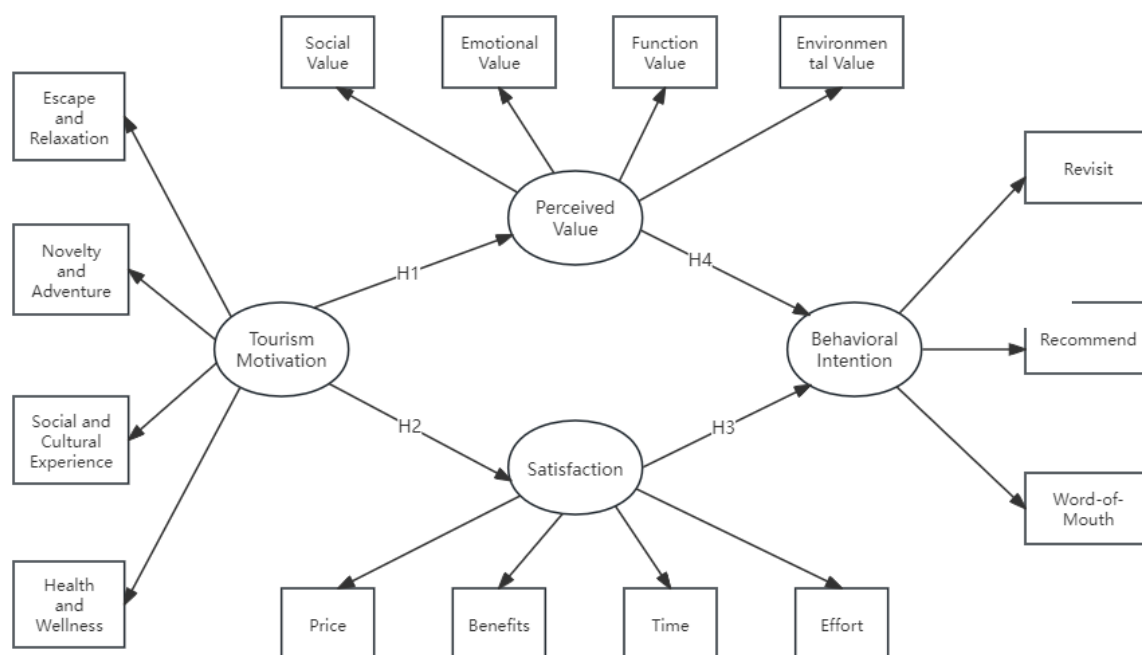 Social
Value
Emotional
Value
Function
Value
Environmen
tal Value
Escape
and
Relaxation
Revisit
Perceived
Value
Novelty
and
Adventure
H1
H4
Tourism
Motivation
Behavioral
Intention
Recommend
Social and
Cultural
Experience
H2
H3
Satisfaction
Word-of-
Mouth
Health
and
Wellness
Price
Benefits
Time
Effort